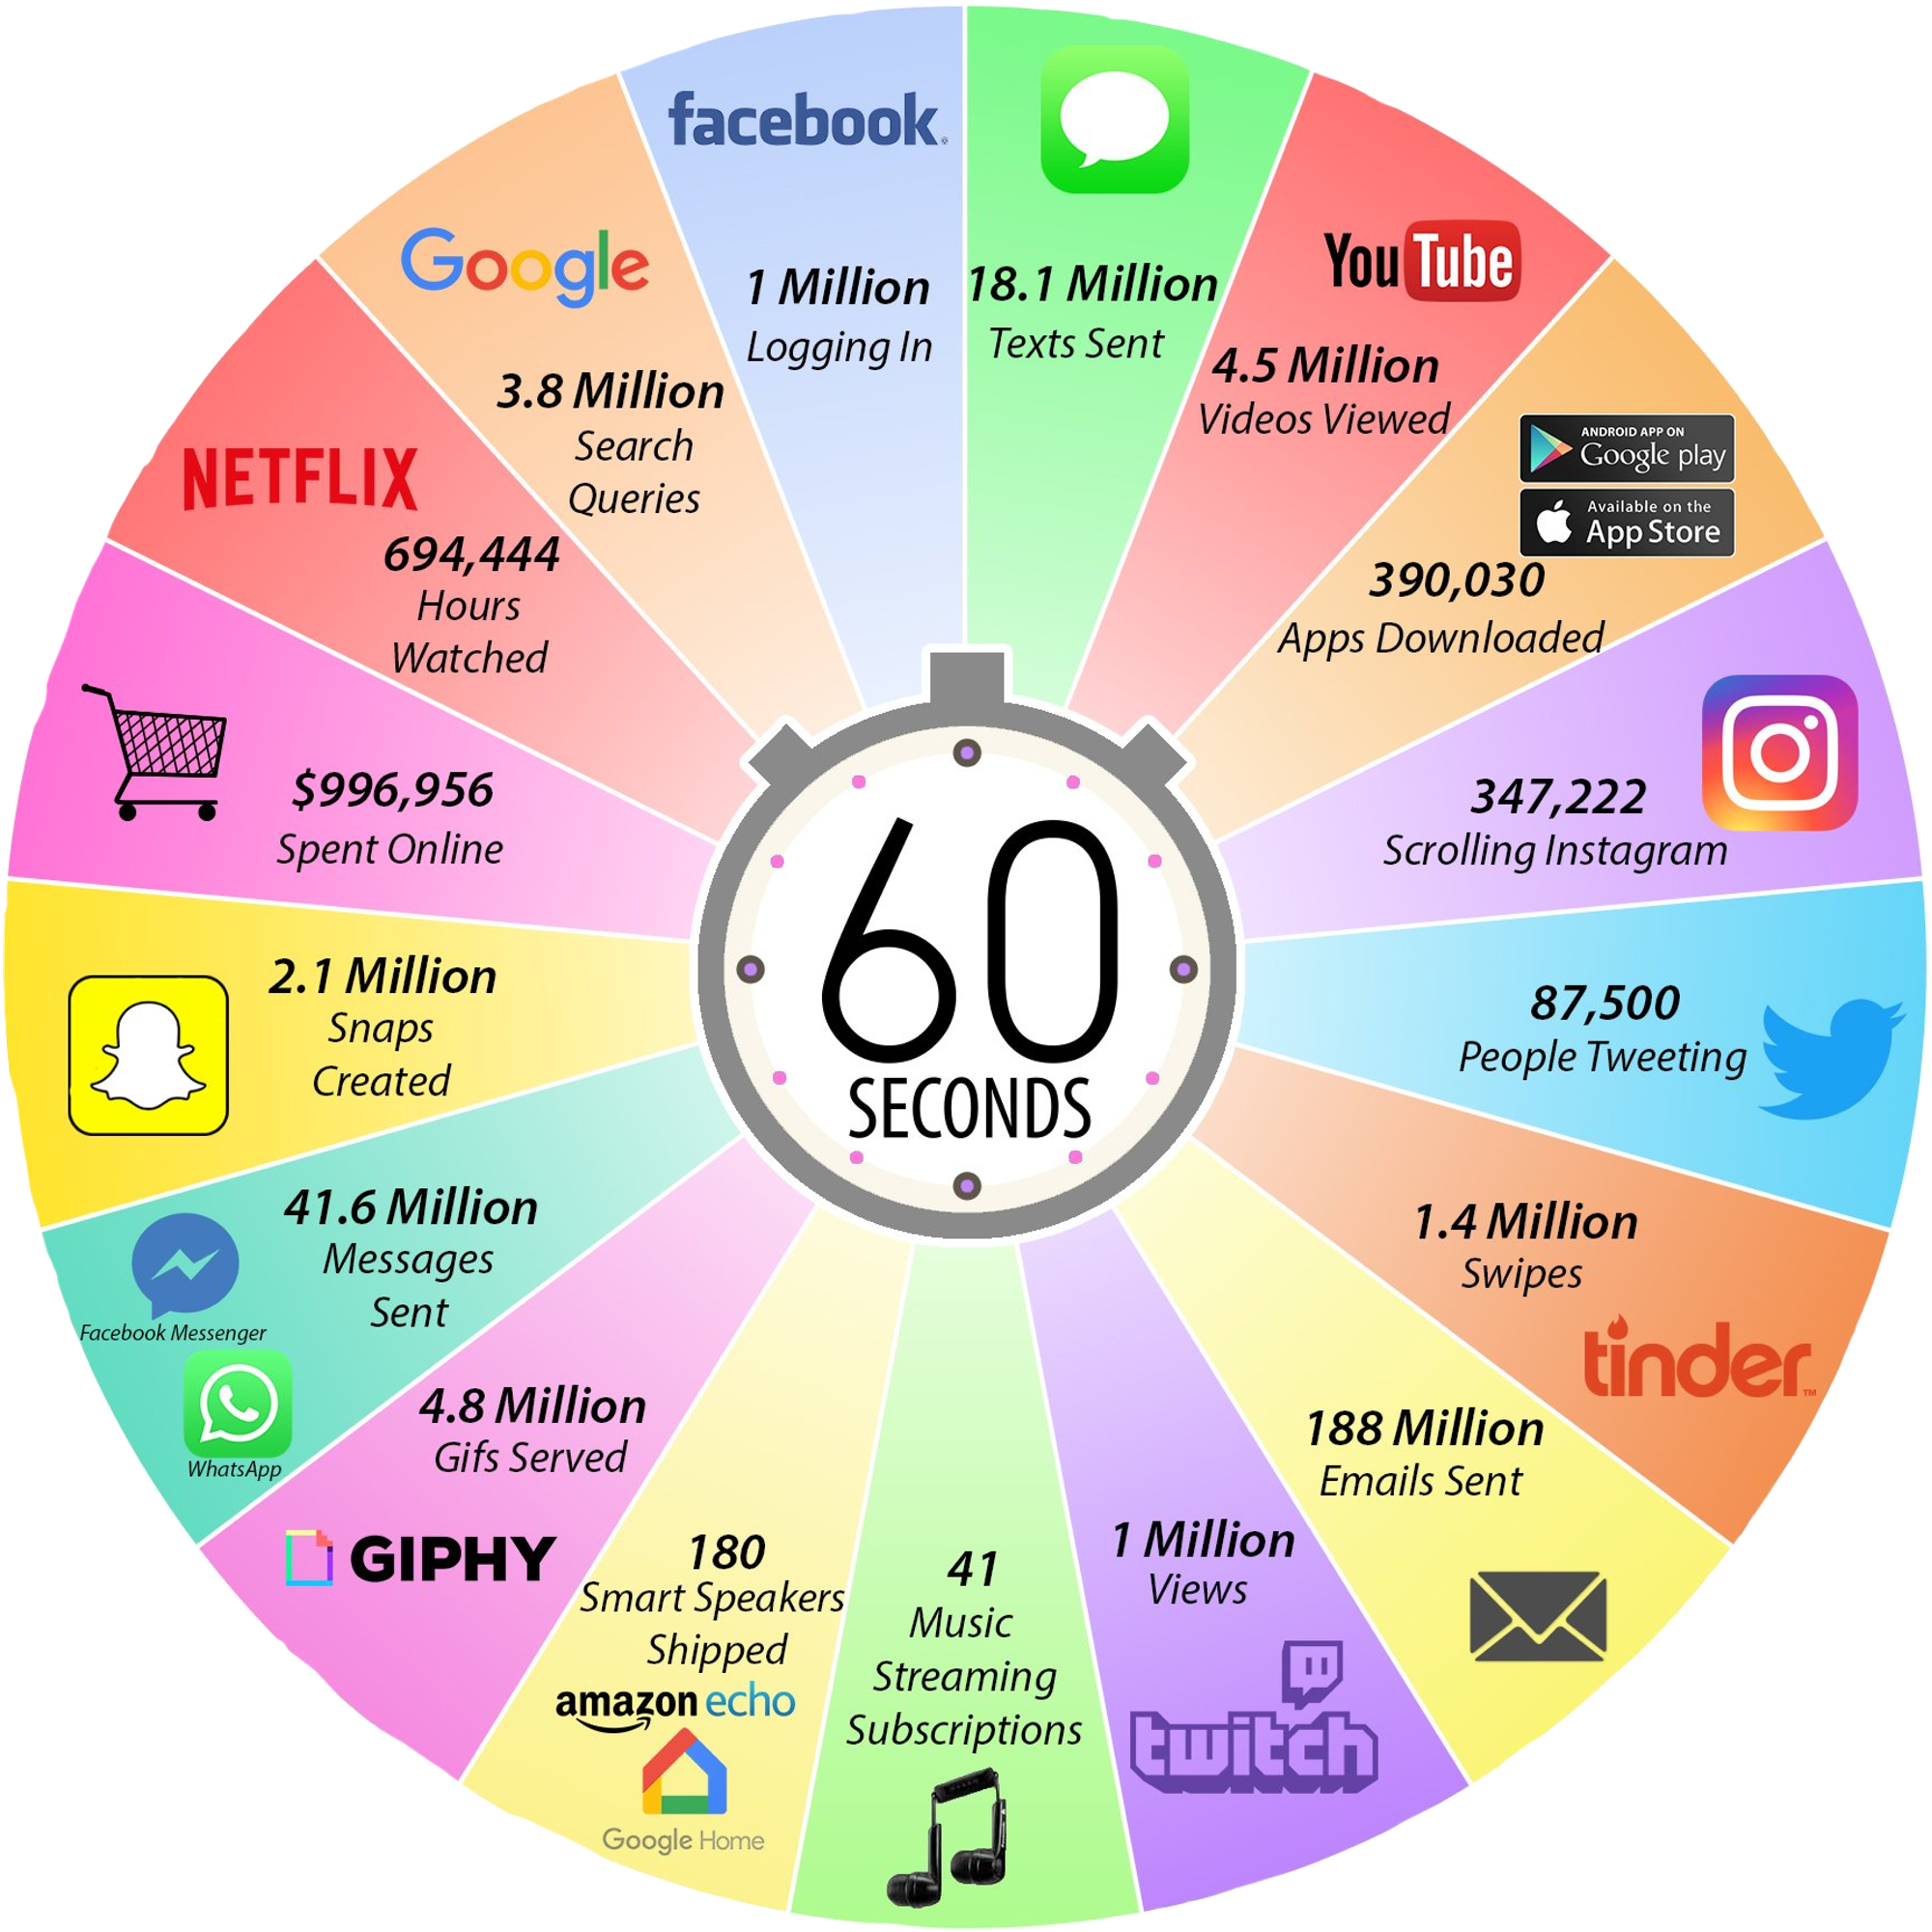 facebook
1 Million
Logging In
18.1 Million
Texts Sent
YouTube
4.5 Million
Videos Viewed
ANDROID APP ON
Google play
Available on the
App Store
390,030
Apps Downloaded
347,222
Scrolling Instagram
87,500
People Tweeting
1.4 Million
Swipes
tinder™
188 Million
Emails Sent
1 Million
Views
twitch
41
Music
Streaming
Subscriptions
180
Smart Speakers
Shipped
amazon echo
Google Home
4.8 Million
Gifs Served
GIPHY
41.6 Million
Messages
Sent
Facebook Messenger
WhatsApp
2.1 Million
Snaps
Created
$996,956
Spent Online
NETFLIX
694,444
Hours
Watched
Google
3.8 Million
Search
Queries
60
SECONDS